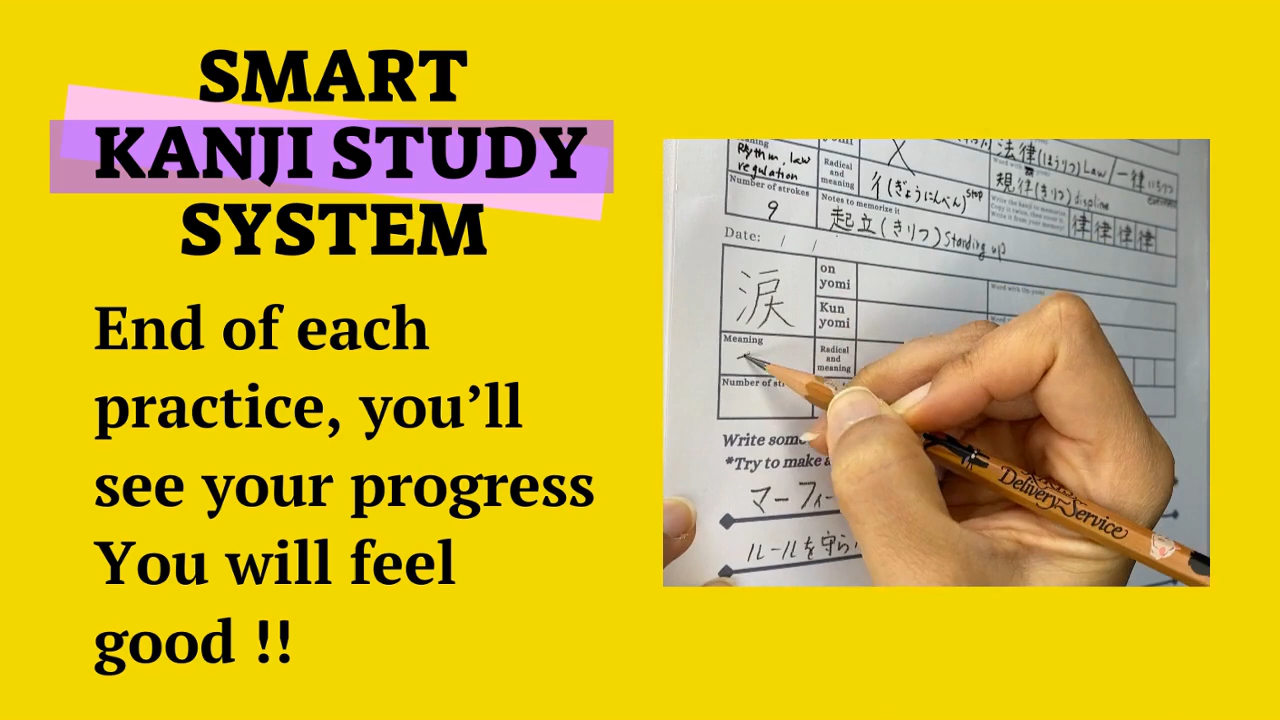 SMART
KANJI STUDY
SYSTEM
End of each
practice, you’ll
see your progress
You will feel
good !!
Rhythm, law
regulation
Radical
and
meaning
法律(ほうりつ)Law/一律
彳(ぎょうにんべん)
規律(きりつ)displine
Number of strokes
9
Notes to memorize it
起立(きりつ)Standing up
律 律 律 律
Date: / /
涙
on
yomi
Kun
yomi
Meaning
Radical
and
meaning
Number of
Write
*Try to make
マーフィー
ルールを守
Delivery Service